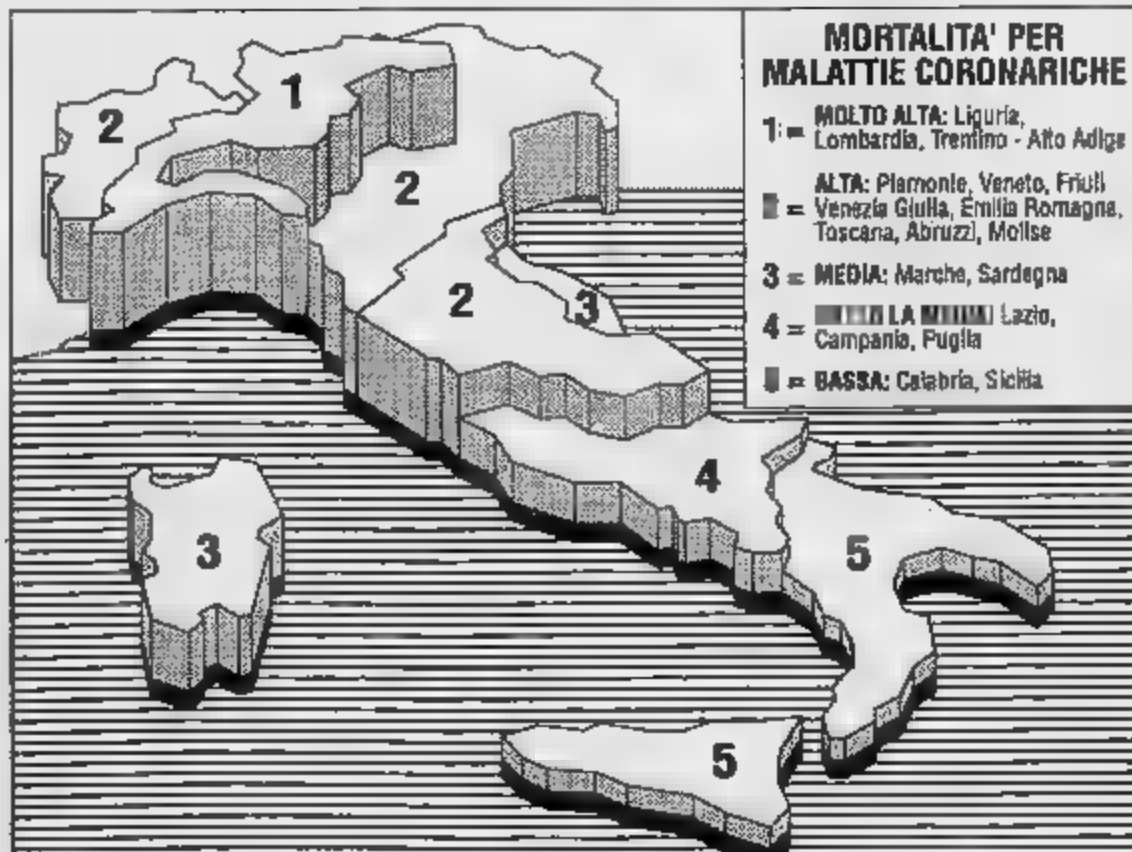 MORTALITA' PER
MALATTIE CORONARICHE
1 = MOLTO ALTA: Liguria,
Lombardia, Trentino - Alto Adige
= ALTA: Piemonte, Veneto, Friuli
Venezia Giulia, Emilia Romagna,
Toscana, Abruzzi, Molise
3 = MEDIA: Marche, Sardegna
4 = LA Lazio,
Campania, Puglia
= BASSA: Calabria, Sicilia
1
2
2
2
3
4
3
5
5